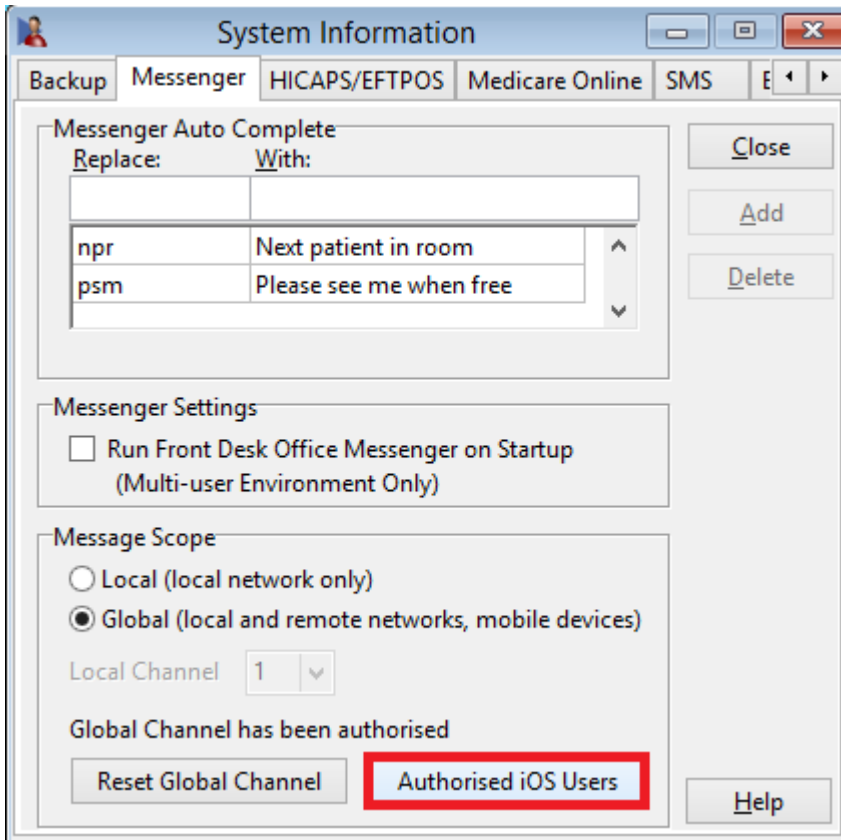 System Information
Backup Messenger HICAPS/EFTPOS Medicare Online SMS
Messenger Auto Complete
Replace: With:
Close
Add
npr Next patient in room
psm Please see me when free
Delete
Messenger Settings
Run Front Desk Office Messenger on Startup
(Multi-user Environment Only)
Message Scope
Local (local network only)
Global (local and remote networks, mobile devices)
Local Channel 1
Global Channel has been authorised
Reset Global Channel Authorised iOS Users
Help